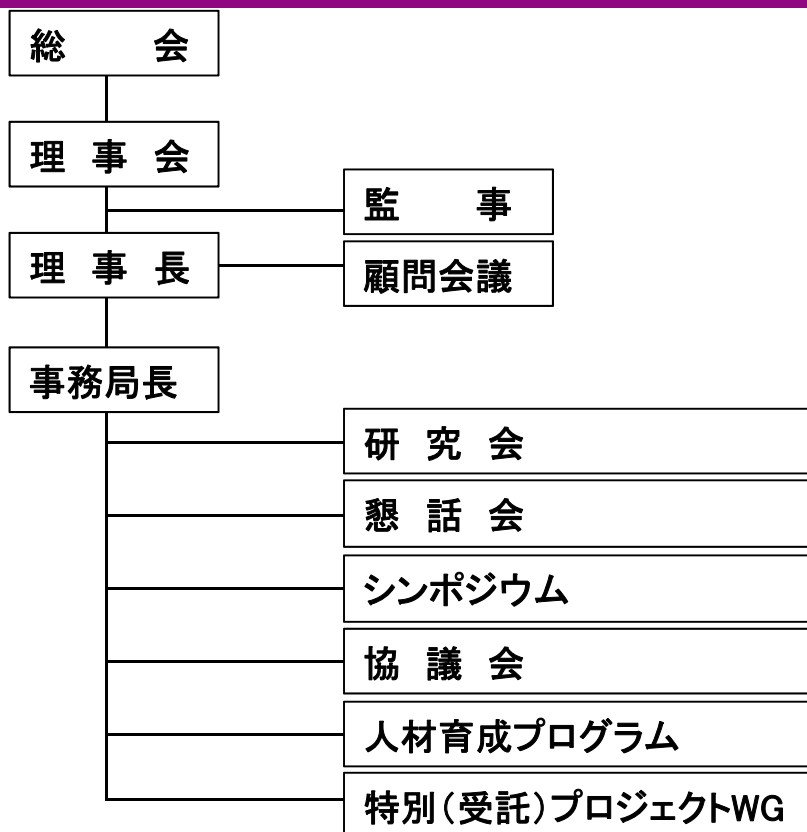 総　会
理 事 会
監　事
理 事 長
顧問会議
事務局長
研 究 会
懇 話 会
シンポジウム
協 議 会
人材育成プログラム
特別(受託)プロジェクトWG